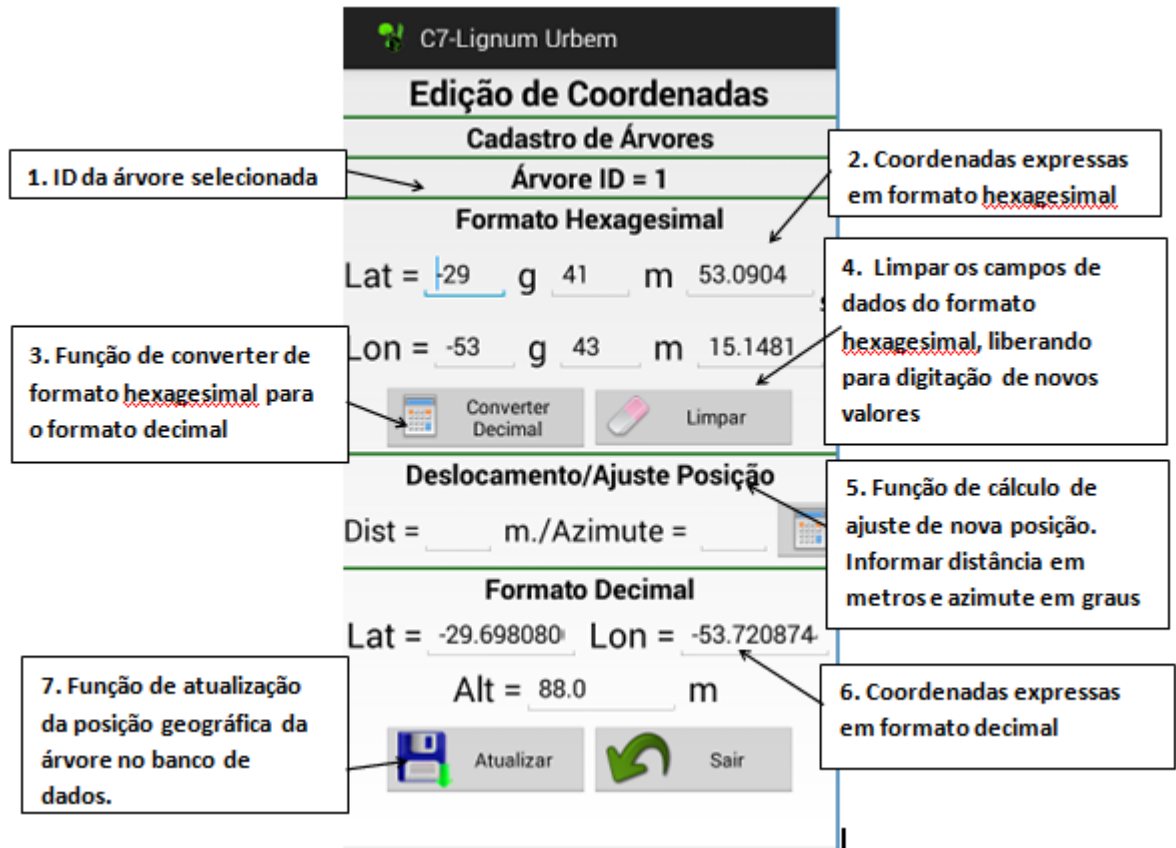 C7-Lignum Urbem
Edição de Coordenadas
Cadastro de Árvores
Árvore ID = 1
Formato Hexagesimal
Lat = -29 g 41 m 53.0904
Lon = -53 g 43 m 15.1481
Converter
Decimal
Limpar
Deslocamento/Ajuste Posição
Dist = m./Azimute =
Formato Decimal
Lat = -29.698080 Lon = -53.720874
Alt = 88.0 m
Atualizar
Sair
1. ID da árvore selecionada
2. Coordenadas expressas
em formato hexagesimal
3. Função de converter de
formato hexagesimal para
o formato decimal
4. Limpar os campos de
dados do formato
hexagesimal, liberando
para digitação de novos
valores
5. Função de cálculo de
ajuste de nova posição.
Informar distância em
metros e azimute em graus
6. Coordenadas expressas
em formato decimal
7. Função de atualização
da posição geográfica da
árvore no banco de
dados.